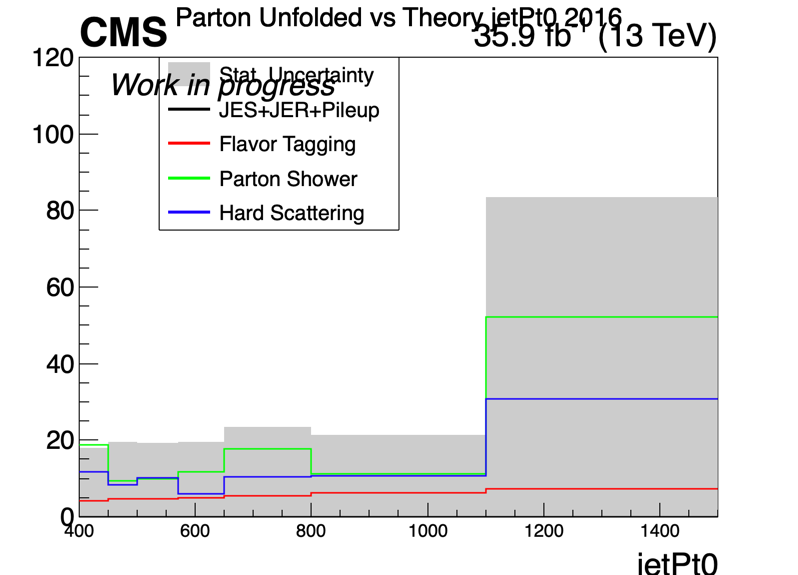 Parton Unfolded vs Theory jetPt0 2016
CMS 35.9 fb⁻¹ (13 TeV)
Work in progress
Stat. Uncertainty
JES+JER+Pileup
Flavor Tagging
Parton Shower
Hard Scattering
120
100
80
60
40
20
0
400 600 800 1000 1200 1400
jetPt0